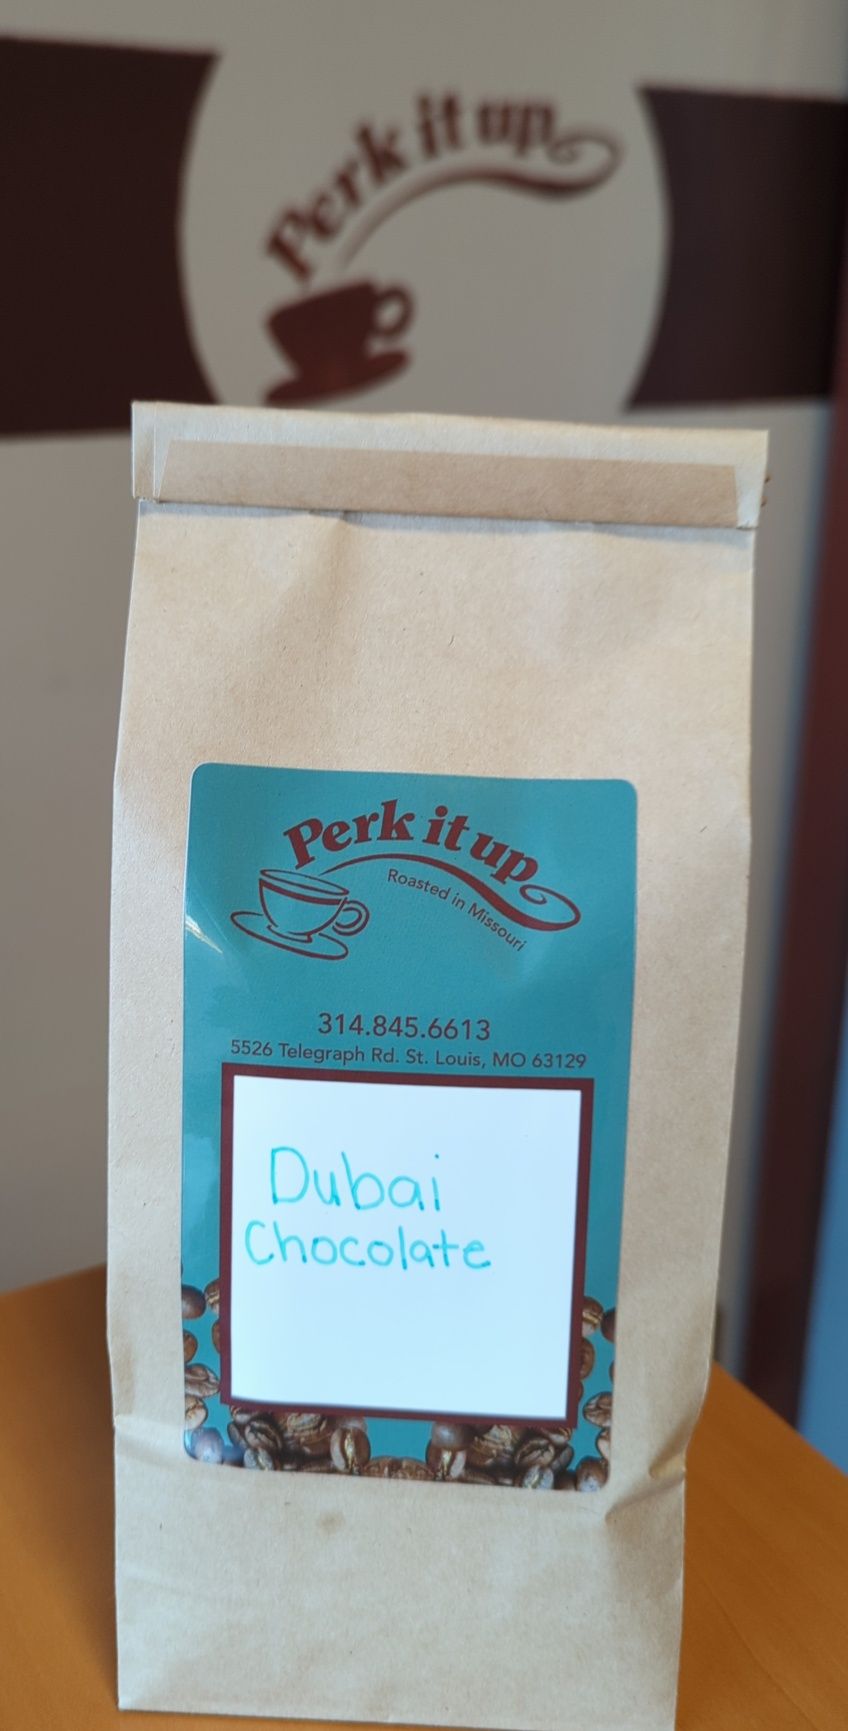 Perk it up
Perk it up
Roasted in Missouri
314.845.6613
5526 Telegraph Rd. St. Louis, MO 63129
Dubai
Chocolate